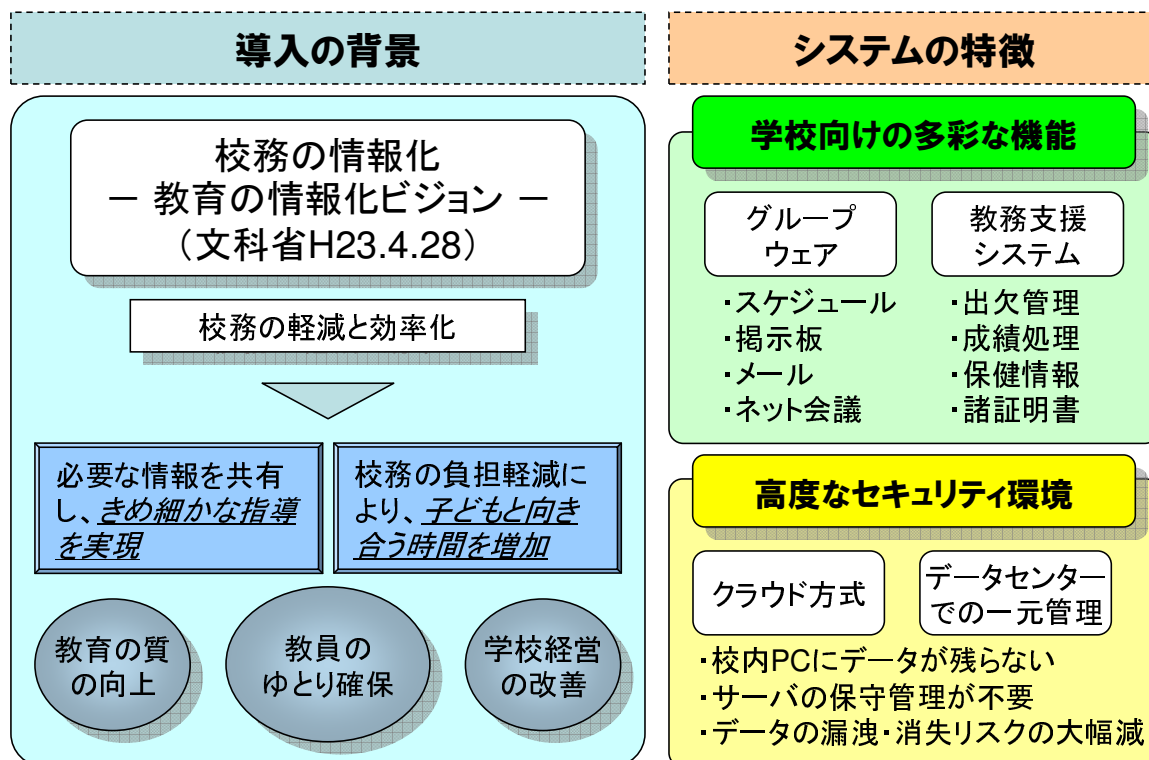 導入の背景
校務の情報化
－ 教育の情報化ビジョン －
（文科省H23.4.28）
校務の軽減と効率化
必要な情報を共有
し、きめ細かな指導
を実現
校務の負担軽減に
より、子どもと向き
合う時間を増加
教育の質
の向上
教員の
ゆとり確保
学校経営
の改善
システムの特徴
学校向けの多彩な機能
グループ
ウェア
・スケジュール
・掲示板
・メール
・ネット会議
教務支援
システム
・出欠管理
・成績処理
・保健情報
・諸証明書
高度なセキュリティ環境
クラウド方式
データセンター
での一元管理
・校内PCにデータが残らない
・サーバの保守管理が不要
・データの漏洩・消失リスクの大幅減